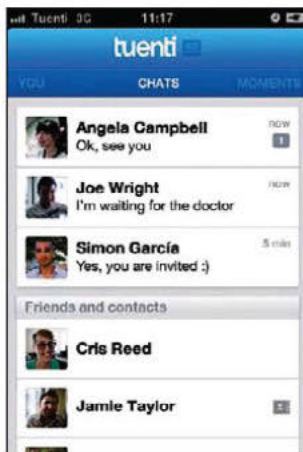 Tuenti 3G 11:17
tuenti
YOU CHATS MOMENTS
Angela Campbell now
Ok, see you 1
Joe Wright now
I'm waiting for the doctor
Simon García 5 min
Yes, you are invited :)
Friends and contacts
Cris Reed
Jamie Taylor